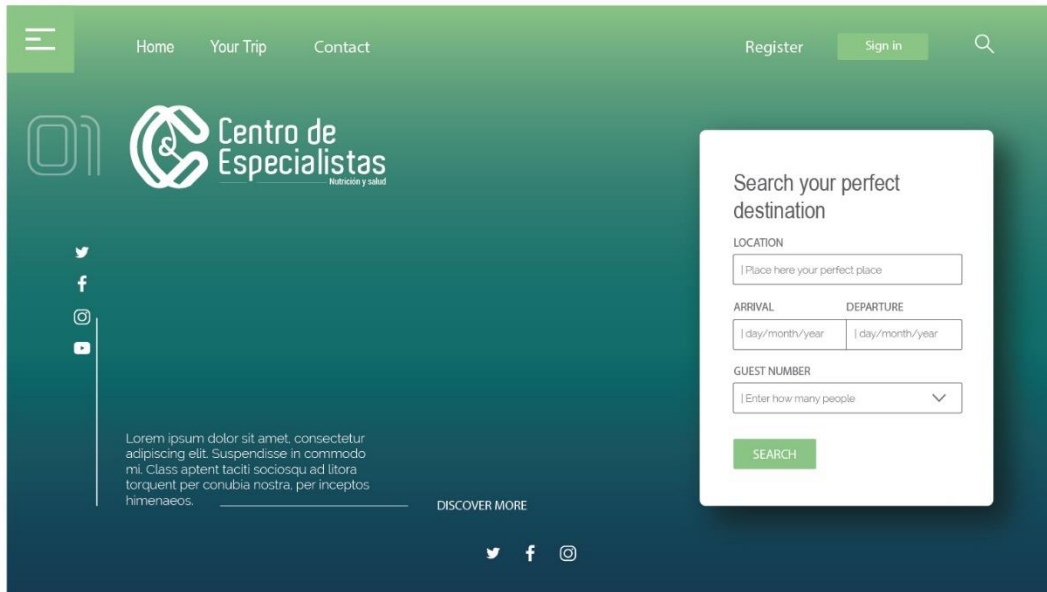 Home Your Trip Contact Register Sign in
01
&
Centro de
Especialistas
Nutrición y salud
Search your perfect
destination
LOCATION
| Place here your perfect place
ARRIVAL DEPARTURE
| day/month/year | day/month/year
GUEST NUMBER
| Enter how many people
SEARCH
Lorem ipsum dolor sit amet, consectetur
adipiscing elit. Suspendisse in commodo
mi. Class aptent taciti sociosqu ad litora
torquent per conubia nostra, per inceptos
himenaeos.
DISCOVER MORE